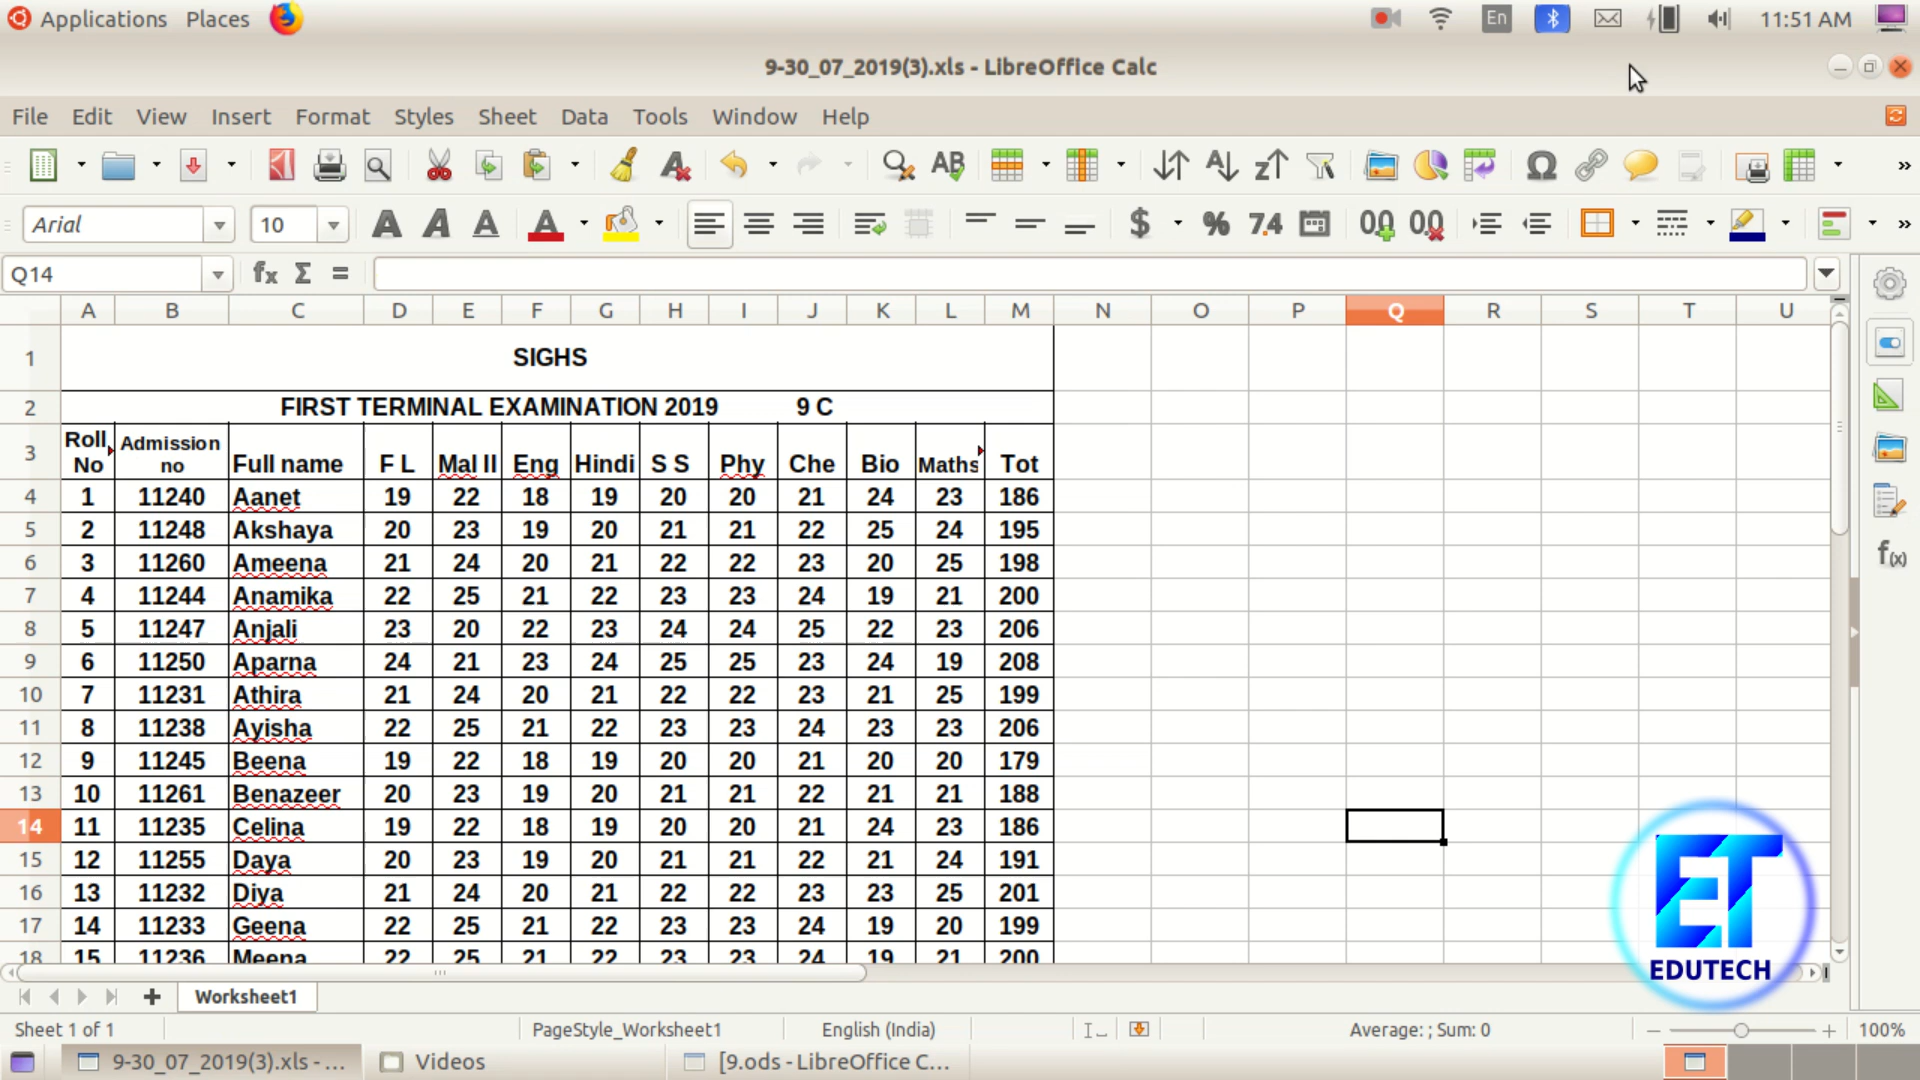 Applications Places En 11:51 AM
9-30_07_2019(3).xls - LibreOffice Calc
File Edit View Insert Format Styles Sheet Data Tools Window Help
Arial 10
Q14
A B C D E F G H I J K L M N O P Q R S T U
1 SIGHS
2 FIRST TERMINAL EXAMINATION 2019 9 C
3 Roll No Admission no Full name F L Mal II Eng Hindi S S Phy Che Bio Maths Tot
4 1 11240 Aanet 19 22 18 19 20 20 21 24 23 186
5 2 11248 Akshaya 20 23 19 20 21 21 22 25 24 195
6 3 11260 Ameena 21 24 20 21 22 22 23 20 25 198
7 4 11244 Anamika 22 25 21 22 23 23 24 19 21 200
8 5 11247 Anjali 23 20 22 23 24 24 25 22 23 206
9 6 11250 Aparna 24 21 23 24 25 25 23 24 19 208
10 7 11231 Athira 21 24 20 21 22 22 23 21 25 199
11 8 11238 Ayisha 22 25 21 22 23 23 24 23 23 206
12 9 11245 Beena 19 22 18 19 20 20 21 20 20 179
13 10 11261 Benazeer 20 23 19 20 21 21 22 21 21 188
14 11 11235 Celina 19 22 18 19 20 20 21 24 23 186
15 12 11255 Daya 20 23 19 20 21 21 22 21 24 191
16 13 11232 Diya 21 24 20 21 22 22 23 23 25 201
17 14 11233 Geena 22 25 21 22 23 23 24 19 20 199
18 15 11236 Meena 22 25 21 22 23 23 24 19 21 200
ET
EDUTECH
Worksheet1
Sheet 1 of 1 PageStyle_Worksheet1 English (India) Average: ; Sum: 0 100%
9-30_07_2019(3).xls - ... Videos [9.ods - LibreOffice C...